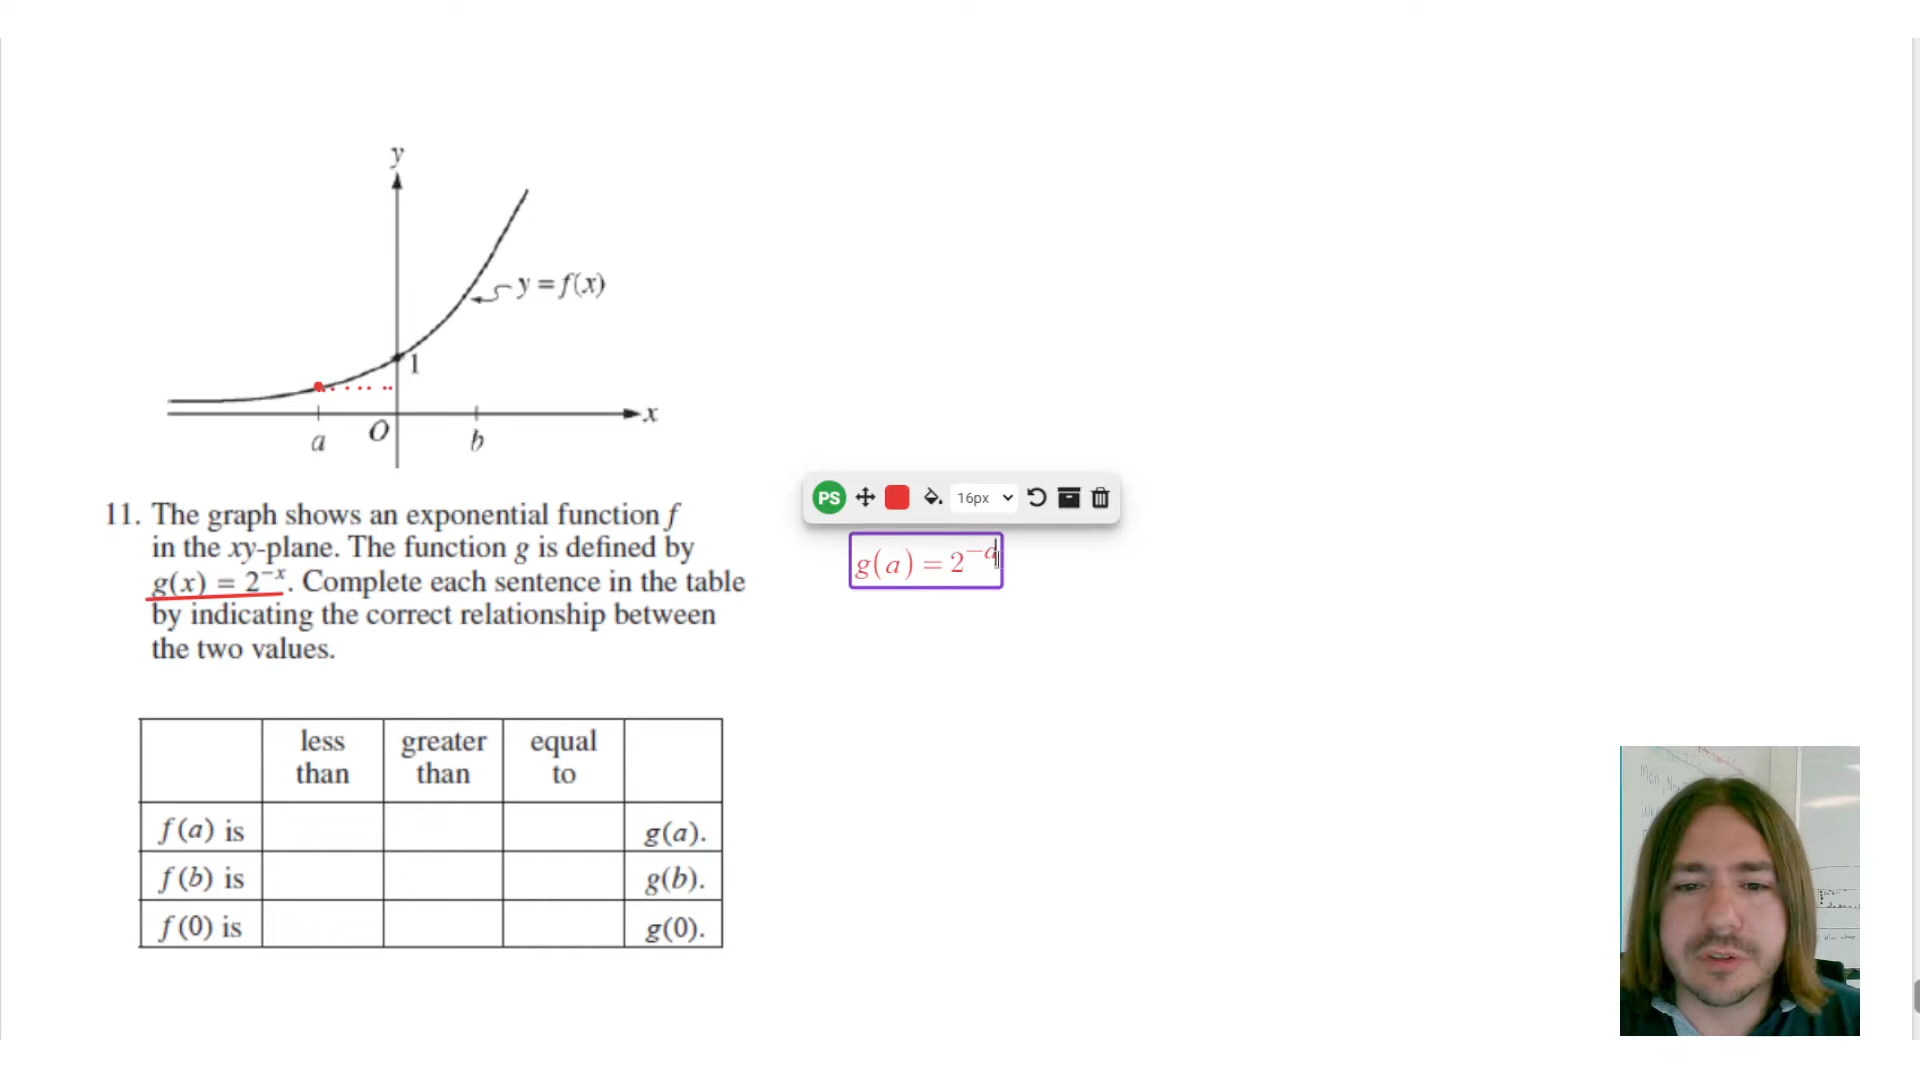 y
y = f(x)
1
x
a
O
b
PS
16px
g(a) = 2⁻ᵃ
11. The graph shows an exponential function f
in the xy-plane. The function g is defined by
g(x) = 2⁻ˣ. Complete each sentence in the table
by indicating the correct relationship between
the two values.
less than
greater than
equal to
f(a) is
g(a).
f(b) is
g(b).
f(0) is
g(0).